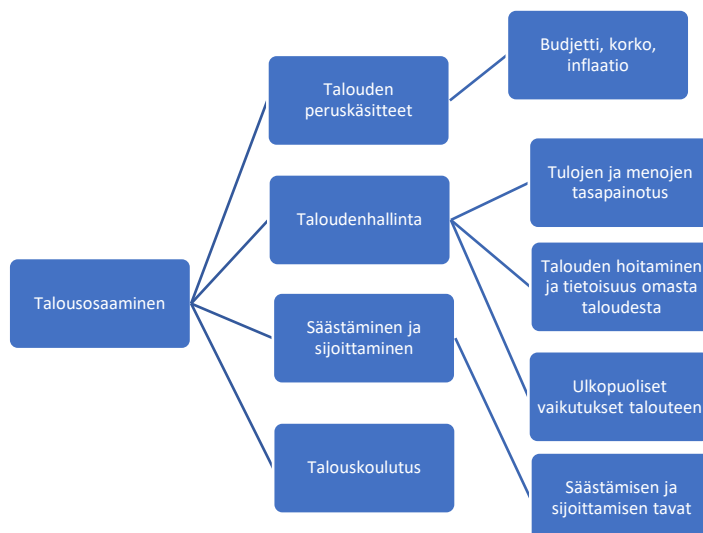 Talousosaaminen
Talouden
peruskäsitteet
Budjetti, korko,
inflaatio
Taloudenhallinta
Tulojen ja menojen
tasapainotus
Talouden hoitaminen
ja tietoisuus omasta
taloudesta
Ulkopuoliset
vaikutukset talouteen
Säästäminen ja
sijoittaminen
Säästämisen ja
sijoittamisen tavat
Talouskoulutus